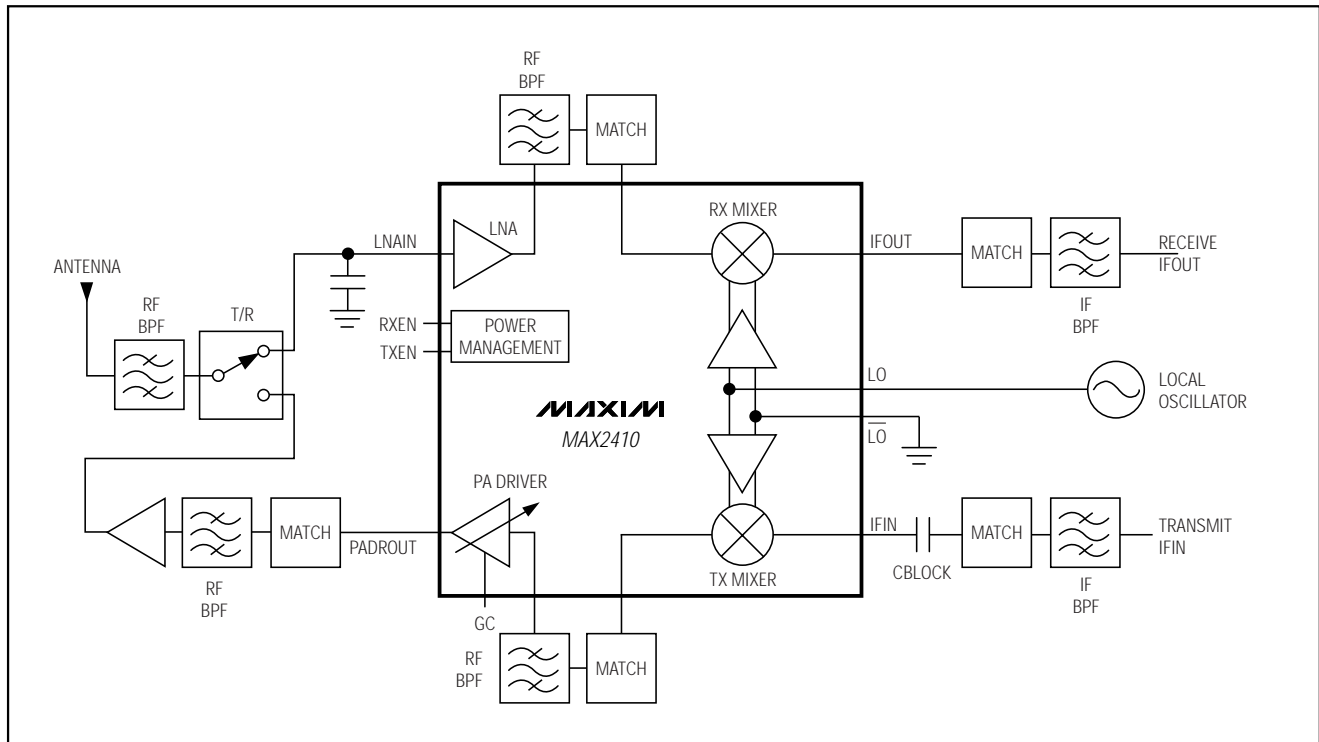 RF
BPF
MATCH
LNA
RX MIXER
LNAIN
IFOUT
MATCH
RECEIVE
IFOUT
IF
BPF
ANTENNA
RF
BPF
T/R
RXEN
TXEN
POWER
MANAGEMENT
LO
LOCAL
OSCILLATOR
LO
MAXIM
MAX2410
PA DRIVER
MATCH
PADROUT
RF
BPF
GC
TX MIXER
IFIN
CBLOCK
MATCH
TRANSMIT
IFIN
IF
BPF
RF
BPF
MATCH